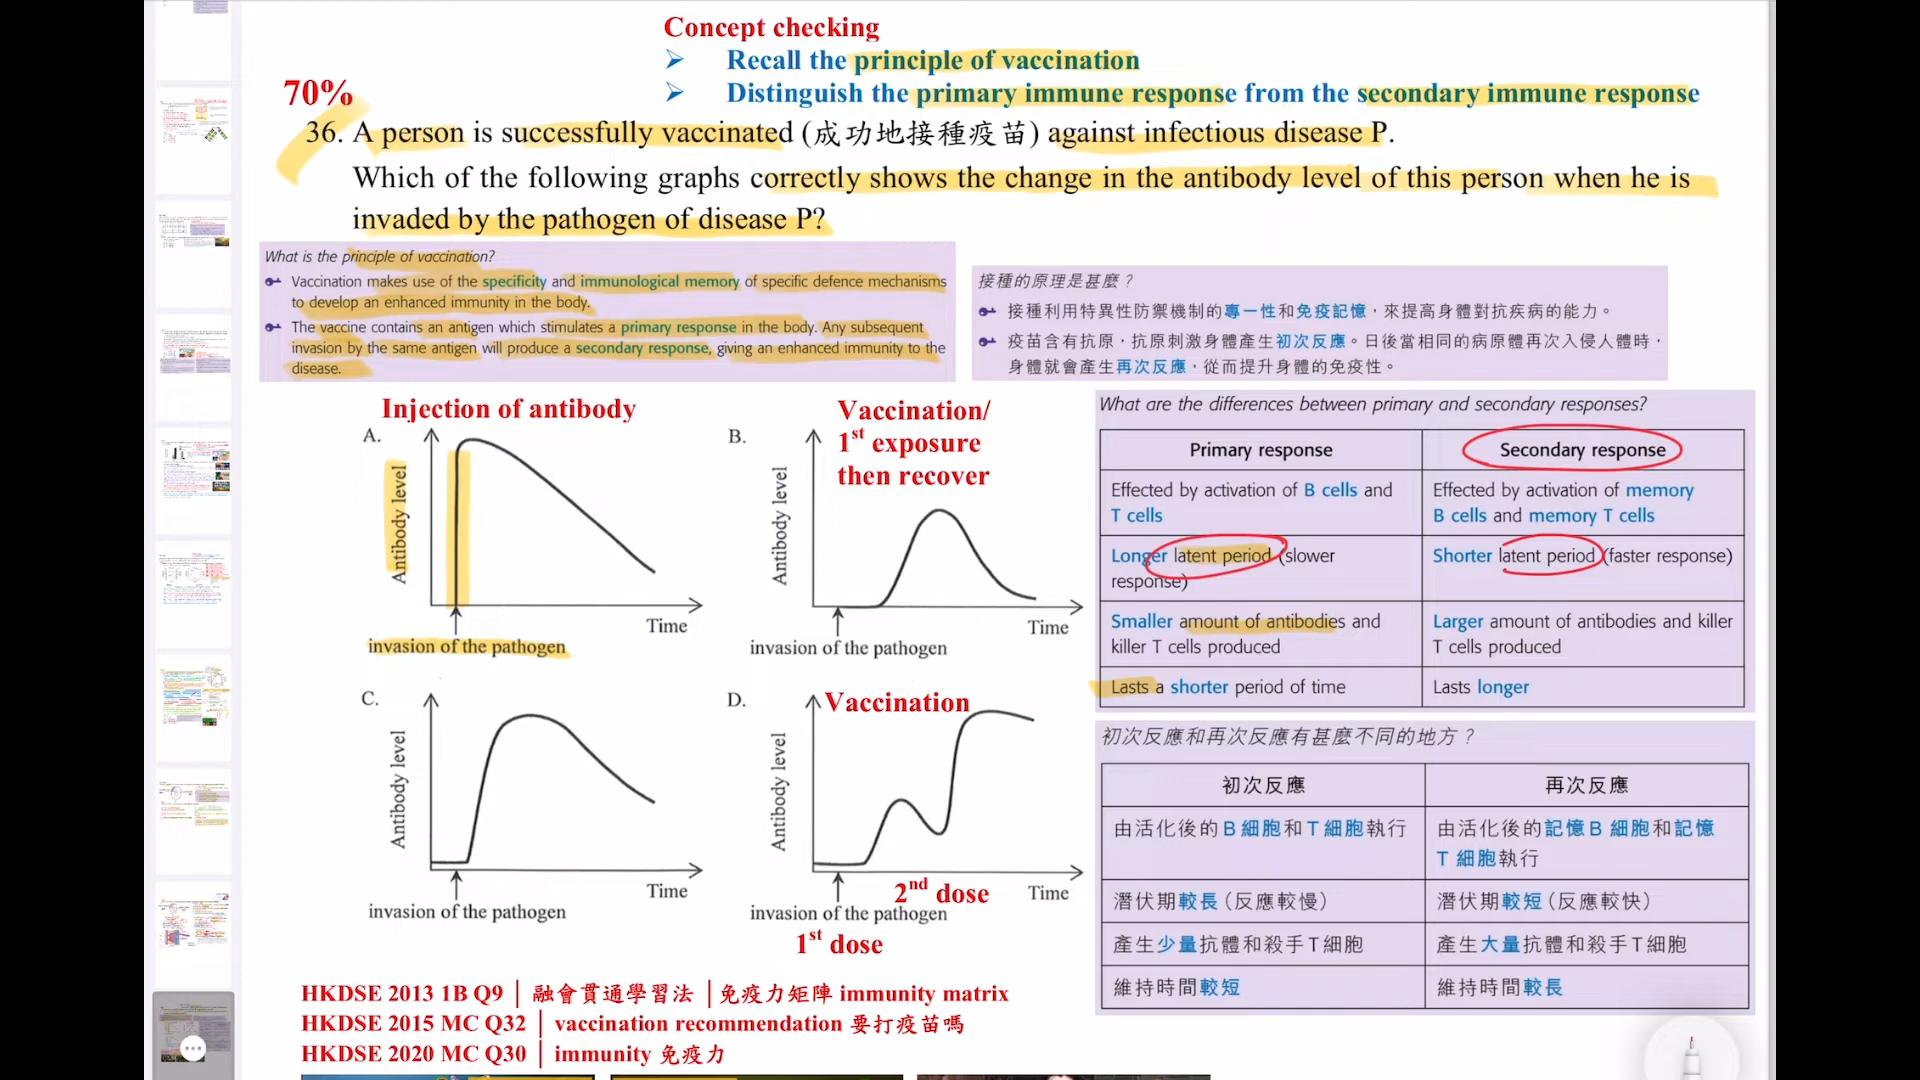 Concept checking
➢ Recall the principle of vaccination
➢ Distinguish the primary immune response from the secondary immune response
70%
36. A person is successfully vaccinated (成功地接種疫苗) against infectious disease P.
Which of the following graphs correctly shows the change in the antibody level of this person when he is
invaded by the pathogen of disease P?
What is the principle of vaccination?
Vaccination makes use of the specificity and immunological memory of specific defence mechanisms
to develop an enhanced immunity in the body.
The vaccine contains an antigen which stimulates a primary response in the body. Any subsequent
invasion by the same antigen will produce a secondary response, giving an enhanced immunity to the
disease.
接種的原理是甚麼？
接種利用特異性防禦機制的專一性和免疫記憶，來提高身體對抗疾病的能力。
疫苗含有抗原，抗原刺激身體產生初次反應。日後當相同的病原體再次入侵人體時，
身體就會產生再次反應，從而提升身體的免疫性。
Injection of antibody
A.
Antibody level
Time
invasion of the pathogen
Vaccination/
1st exposure
then recover
B.
Antibody level
Time
invasion of the pathogen
C.
Antibody level
Time
invasion of the pathogen
D.
Vaccination
Antibody level
2nd dose
Time
invasion of the pathogen
1st dose
What are the differences between primary and secondary responses?
Primary response
Secondary response
Effected by activation of B cells and
T cells
Effected by activation of memory
B cells and memory T cells
Longer latent period (slower
response)
Shorter latent period (faster response)
Smaller amount of antibodies and
killer T cells produced
Larger amount of antibodies and killer
T cells produced
Lasts a shorter period of time
Lasts longer
初次反應和再次反應有甚麼不同的地方？
初次反應
再次反應
由活化後的B 細胞和T 細胞執行
由活化後的記憶B 細胞和記憶
T 細胞執行
潛伏期較長（反應較慢）
潛伏期較短（反應較快）
產生少量抗體和殺手T細胞
產生大量抗體和殺手T細胞
維持時間較短
維持時間較長
HKDSE 2013 1B Q9 | 融會貫通學習法 | 免疫力矩陣 immunity matrix
HKDSE 2015 MC Q32 | vaccination recommendation 要打疫苗嗎
HKDSE 2020 MC Q30 | immunity 免疫力